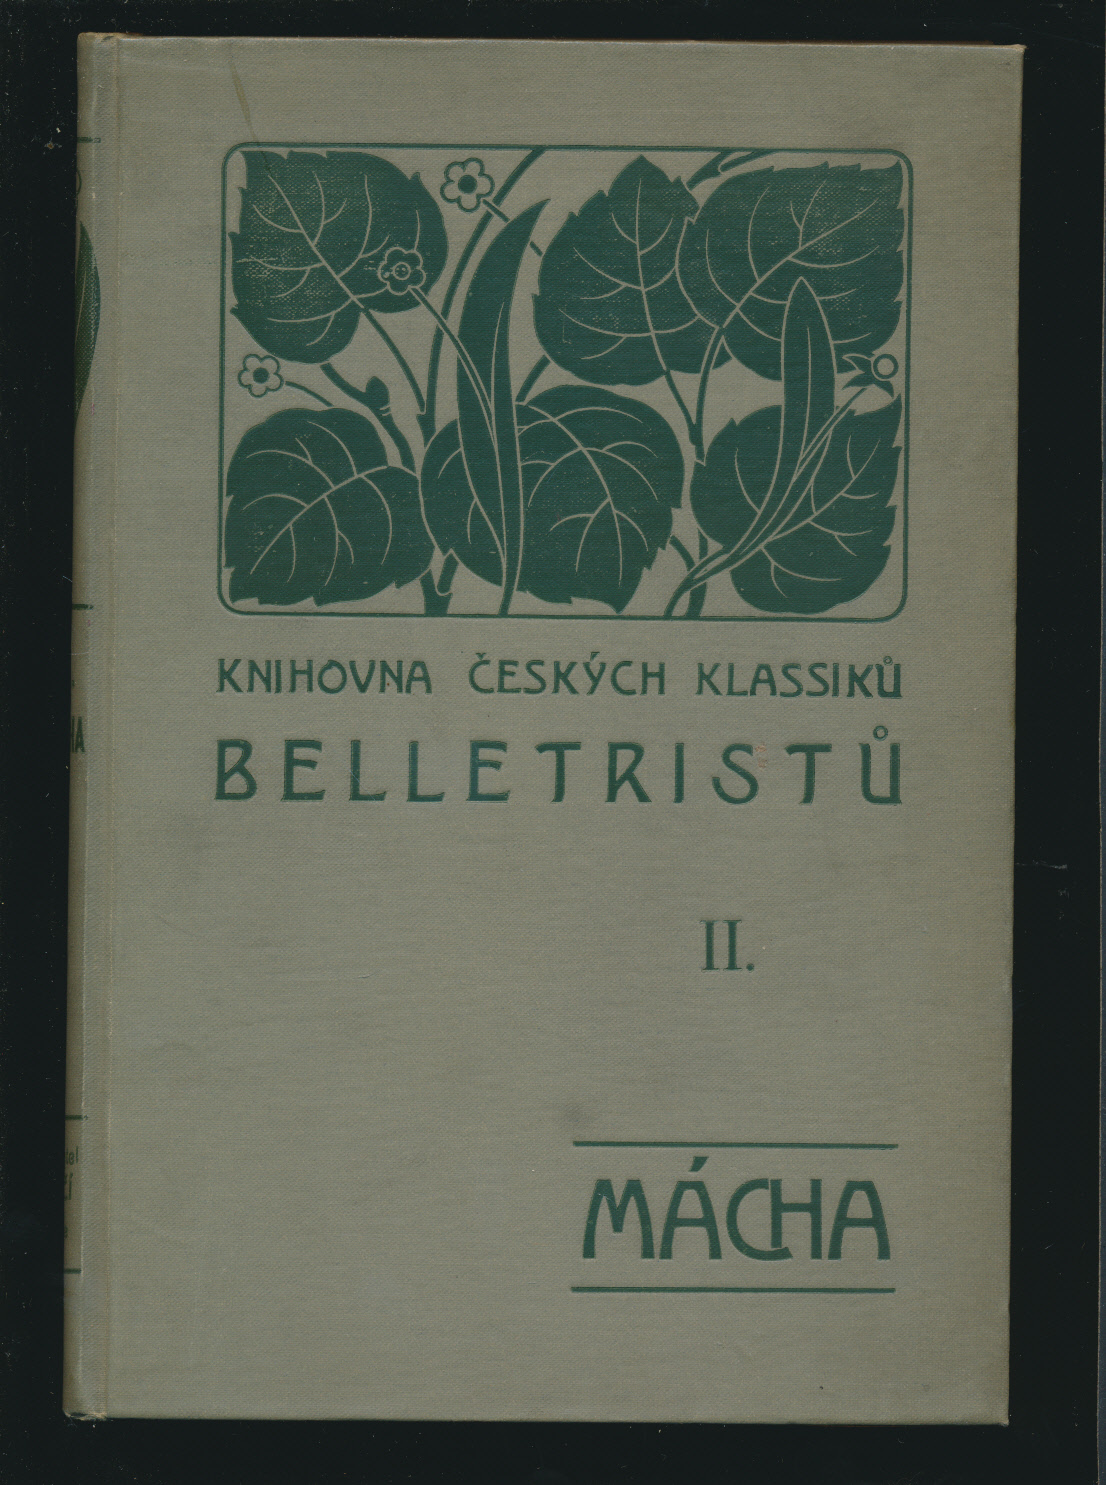 KNIHOVNA ČESKÝCH KLASSIKŮ
BELLETRISTŮ
II.
MÁCHA